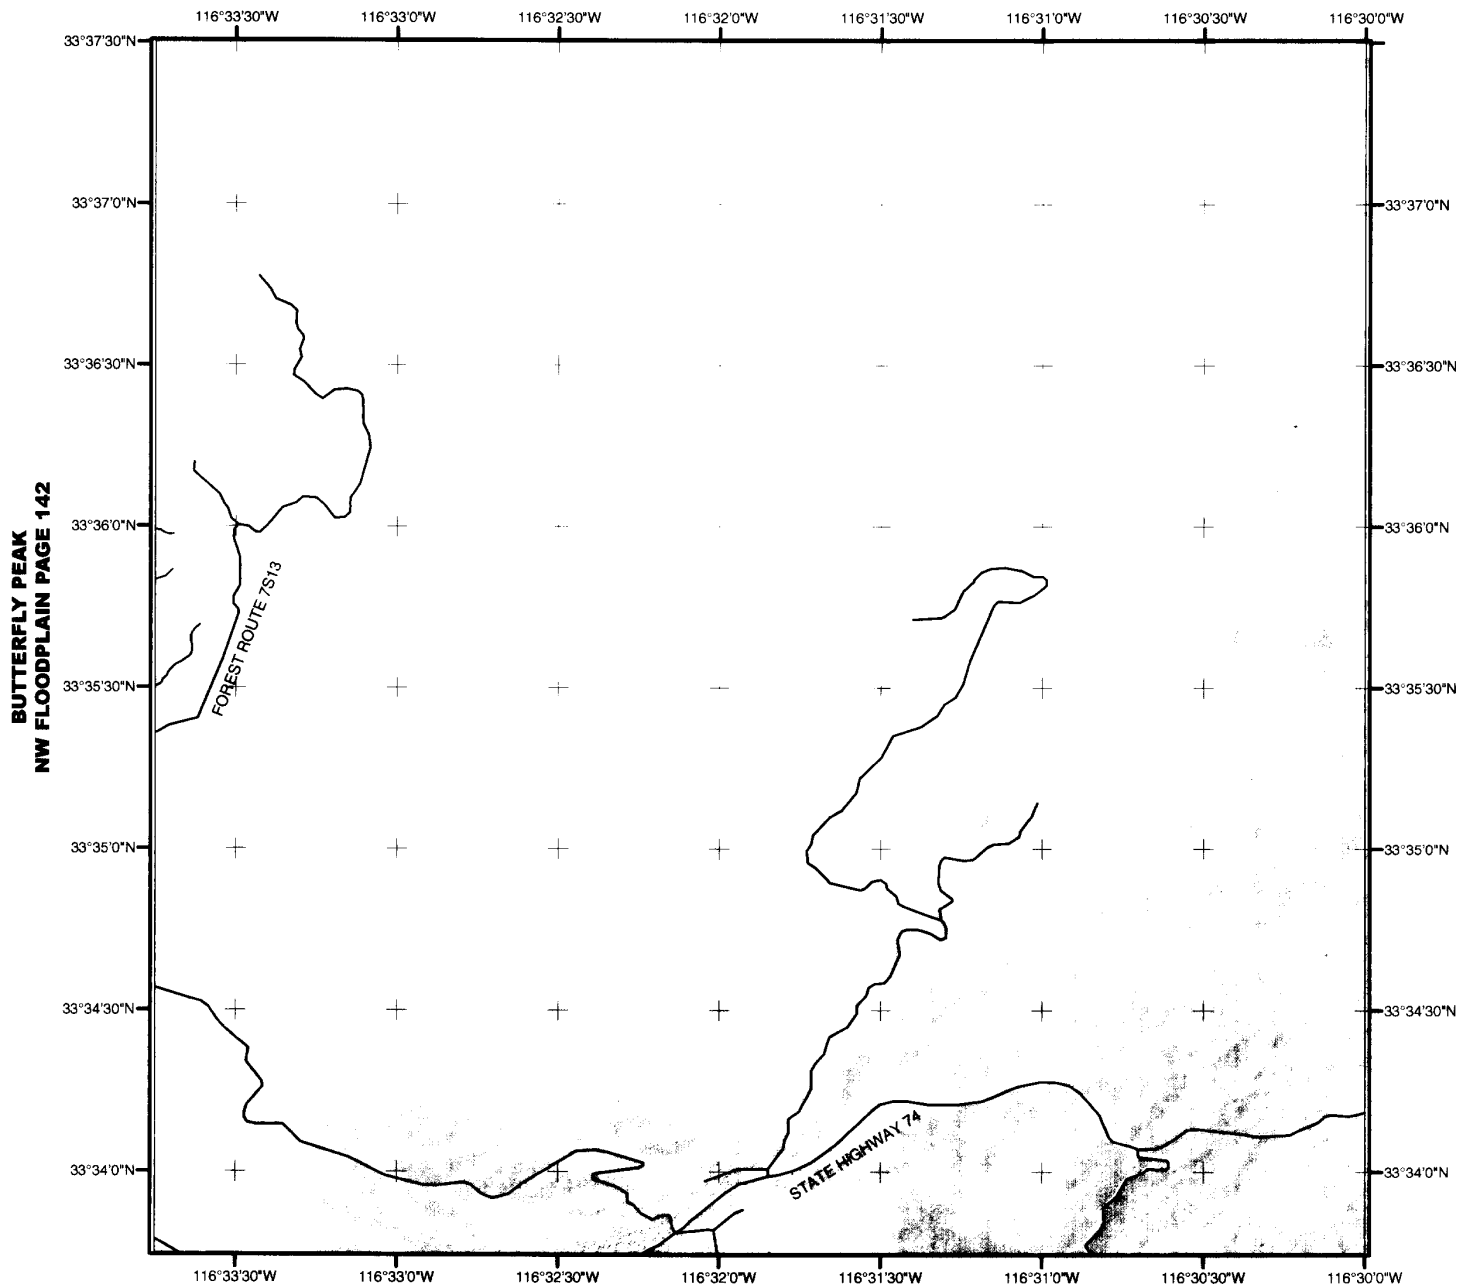 116°33'30"W 116°33'0"W 116°32'30"W 116°32'0"W 116°31'30"W 116°31'0"W 116°30'30"W 116°30'0"W
33°37'30"N
33°37'0"N 33°37'0"N
33°36'30"N 33°36'30"N
BUTTERFLY PEAK
NW FLOODPLAIN PAGE 142
33°36'0"N 33°36'0"N
FOREST ROUTE 7S13
33°35'30"N 33°35'30"N
33°35'0"N 33°35'0"N
33°34'30"N 33°34'30"N
STATE HIGHWAY 74
33°34'0"N 33°34'0"N
116°33'30"W 116°33'0"W 116°32'30"W 116°32'0"W 116°31'30"W 116°31'0"W 116°30'30"W 116°30'0"W